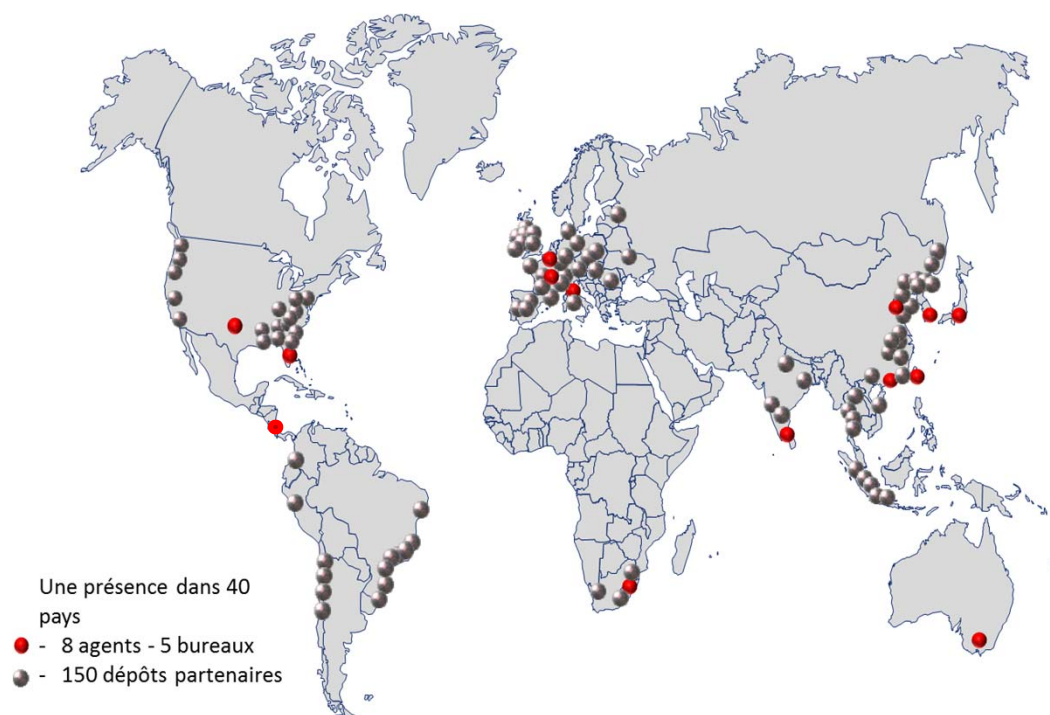 Une présence dans 40
pays
- 8 agents - 5 bureaux
- 150 dépôts partenaires